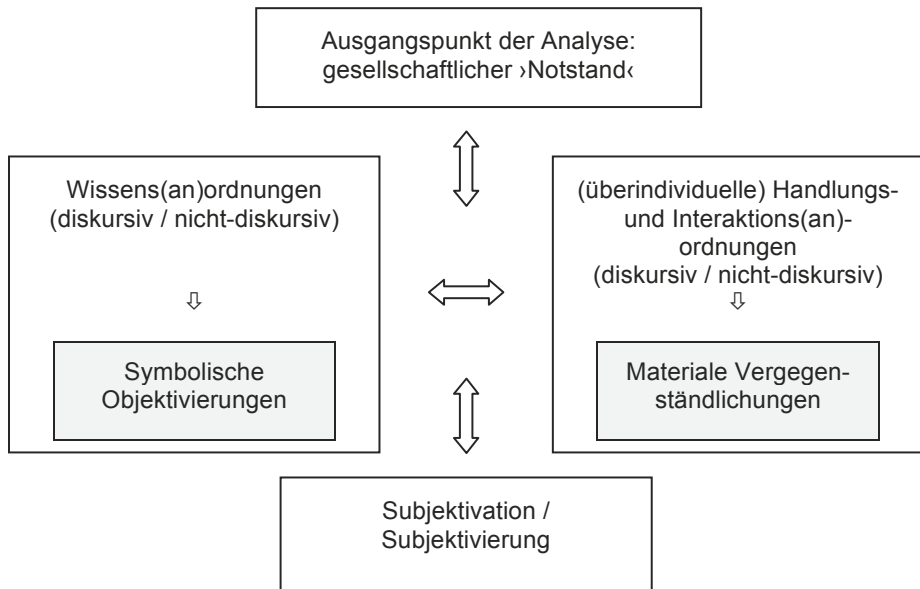 Ausgangspunkt der Analyse:
gesellschaftlicher ›Notstand‹
Wissens(an)ordnungen
(diskursiv / nicht-diskursiv)
Symbolische
Objektivierungen
(überindividuelle) Handlungs-
und Interaktions(an)-
ordnungen
(diskursiv / nicht-diskursiv)
Materiale Vergegen-
ständlichungen
Subjektivation /
Subjektivierung